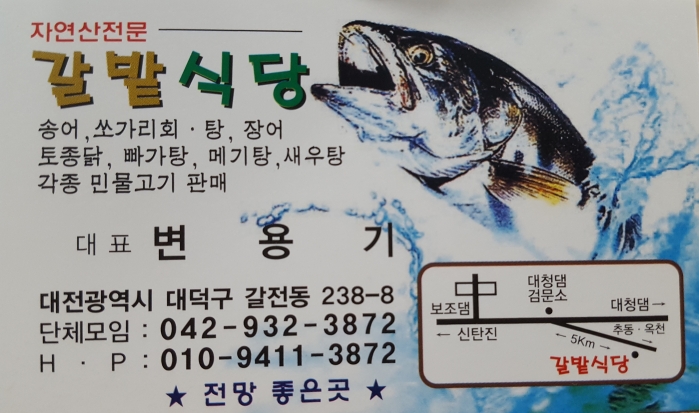 자연산전문
갈밭식당
송어,쏘가리회·탕, 장어
토종닭, 빠가탕, 메기탕,새우탕
각종 민물고기 판매
대표 변 용 기
대전광역시 대덕구 갈전동 238-8
단체모임 : 042-932-3872
H · P : 010-9411-3872
★ 전망 좋은곳 ★
보조댐
대청댐
검문소
대청댐→
←신탄진
추동·옥천
←5Km→
갈밭식당